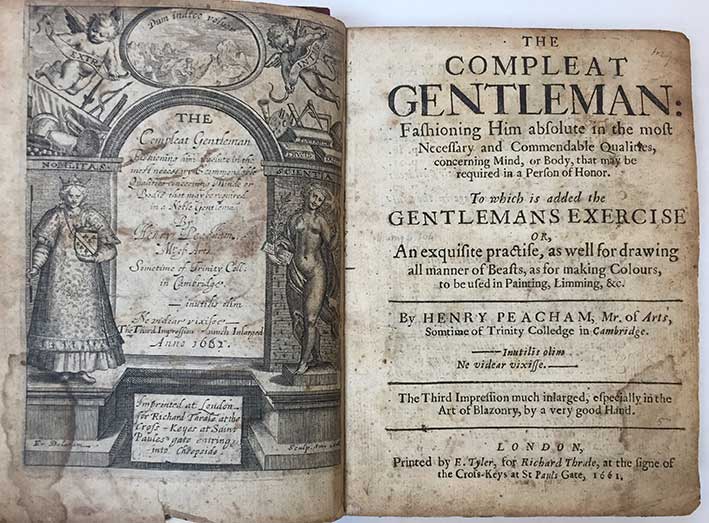 Dum indico
EXTRA
INT
NOBILITAS.
SCIENTIA
THE
Compleat Gentleman
Fashioning him absolute in the
most necessary & Commendable
Qualities concerning Minde or
Bodie that may be required
in a Noble Gentleman
By
Henry Peacham,
Mr. of Arts
Sometime of Trinity Coll:
in Cambridge.
— inutilis olim
Ne videar vixisse —
The Third Impression much Inlarged
Anno 1662.
Imprinted at London
for Richard Thrale at the
Cross-Keyes at Saint
Paules gate entring
into Cheapside.
Sculp.
THE
COMPLEAT
GENTLEMAN:
Faſhioning Him abſolute in the moſt
Neceſſary and Commendable Qualities,
concerning Mind, or Body, that may be
required in a Perſon of Honor.
To which is added the
GENTLEMANS EXERCISE
OR,
An exquiſite practiſe, as well for drawing
all manner of Beaſts, as for making Colours,
to be uſed in Painting, Limming, &c.
By HENRY PEACHAM, Mr. of Arts,
Somtime of Trinity Colledge in Cambridge.
——Inutilis olim
Ne videar vixiſſe.——
The Third Impreſſion much inlarged, eſpecially in the
Art of Blazonry, by a very good Hand.
LONDON,
Printed by E. Tyler, for Richard Thrale, at the ſigne of
the Croſs-Keys at St Pauls Gate, 1661.